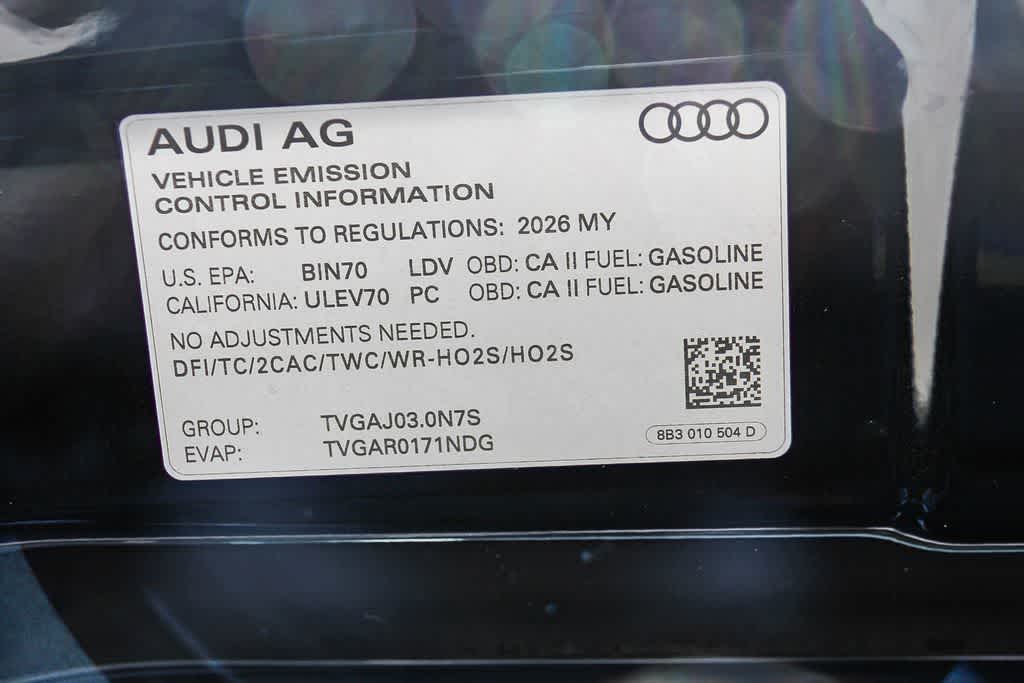 AUDI AG
VEHICLE EMISSION
CONTROL INFORMATION
CONFORMS TO REGULATIONS: 2026 MY
U.S. EPA: BIN70 LDV OBD: CA II FUEL: GASOLINE
CALIFORNIA: ULEV70 PC OBD: CA II FUEL: GASOLINE
NO ADJUSTMENTS NEEDED.
DFI/TC/2CAC/TWC/WR-HO2S/HO2S
GROUP: TVGAJ03.0N7S
EVAP: TVGAR0171NDG
8B3 010 504 D